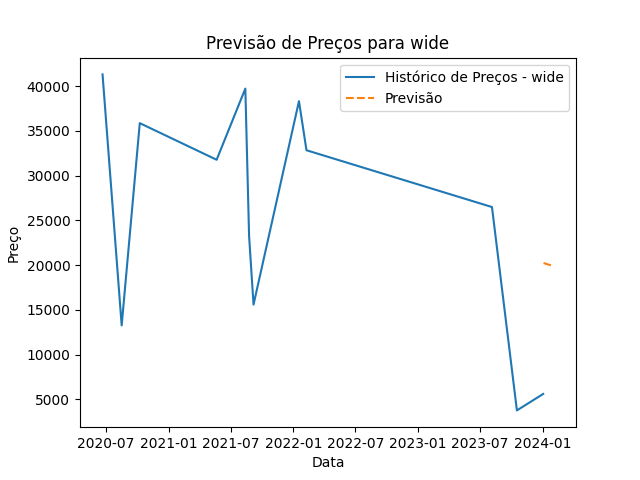 Previsão de Preços para wide
Histórico de Preços - wide
Previsão
Preço
40000
35000
30000
25000
20000
15000
10000
5000
2020-07 2021-01 2021-07 2022-01 2022-07 2023-01 2023-07 2024-01
Data